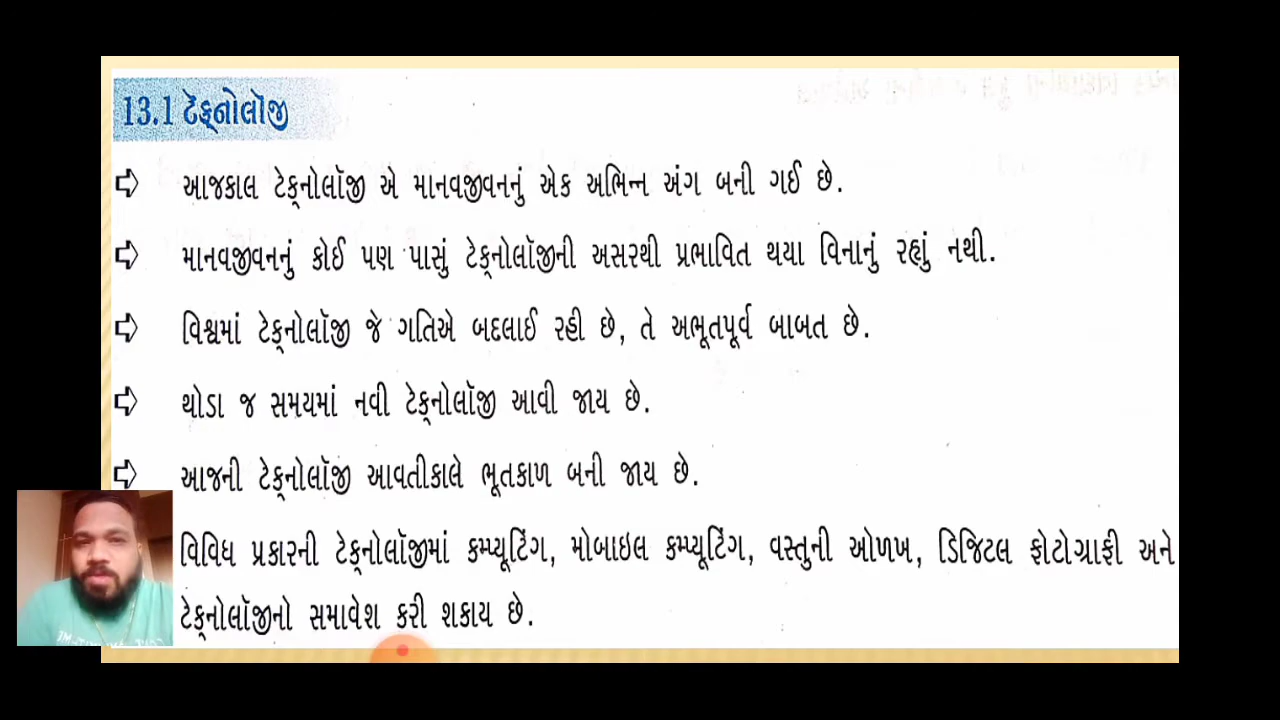 13.1 ટૅક્નોલૉજી
આજકાલ ટેક્નોલૉજી એ માનવજીવનનું એક અભિન્ન અંગ બની ગઈ છે.
માનવજીવનનું કોઈ પણ પાસું ટેક્નોલૉજીની અસરથી પ્રભાવિત થયા વિનાનું રહ્યું નથી.
વિશ્વમાં ટેક્નોલૉજી જે ગતિએ બદલાઈ રહી છે, તે અભૂતપૂર્વ બાબત છે.
થોડા જ સમયમાં નવી ટેક્નોલૉજી આવી જાય છે.
આજની ટેક્નોલૉજી આવતીકાલે ભૂતકાળ બની જાય છે.
વિવિધ પ્રકારની ટેક્નોલૉજીમાં કમ્પ્યૂટિંગ, મોબાઇલ કમ્પ્યૂટિંગ, વસ્તુની ઓળખ, ડિજિટલ ફોટોગ્રાફી અને
ટેક્નોલૉજીનો સમાવેશ કરી શકાય છે.